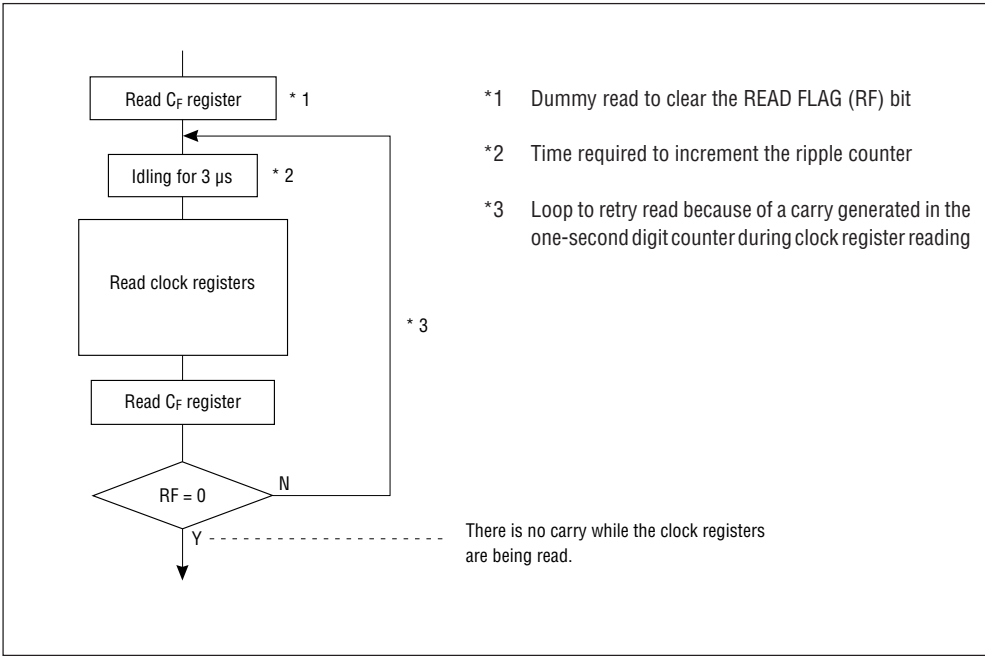 Read CF register
* 1
Idling for 3 µs
* 2
Read clock registers
* 3
Read CF register
RF = 0
N
Y
*1 Dummy read to clear the READ FLAG (RF) bit
*2 Time required to increment the ripple counter
*3 Loop to retry read because of a carry generated in the
one-second digit counter during clock register reading
There is no carry while the clock registers
are being read.